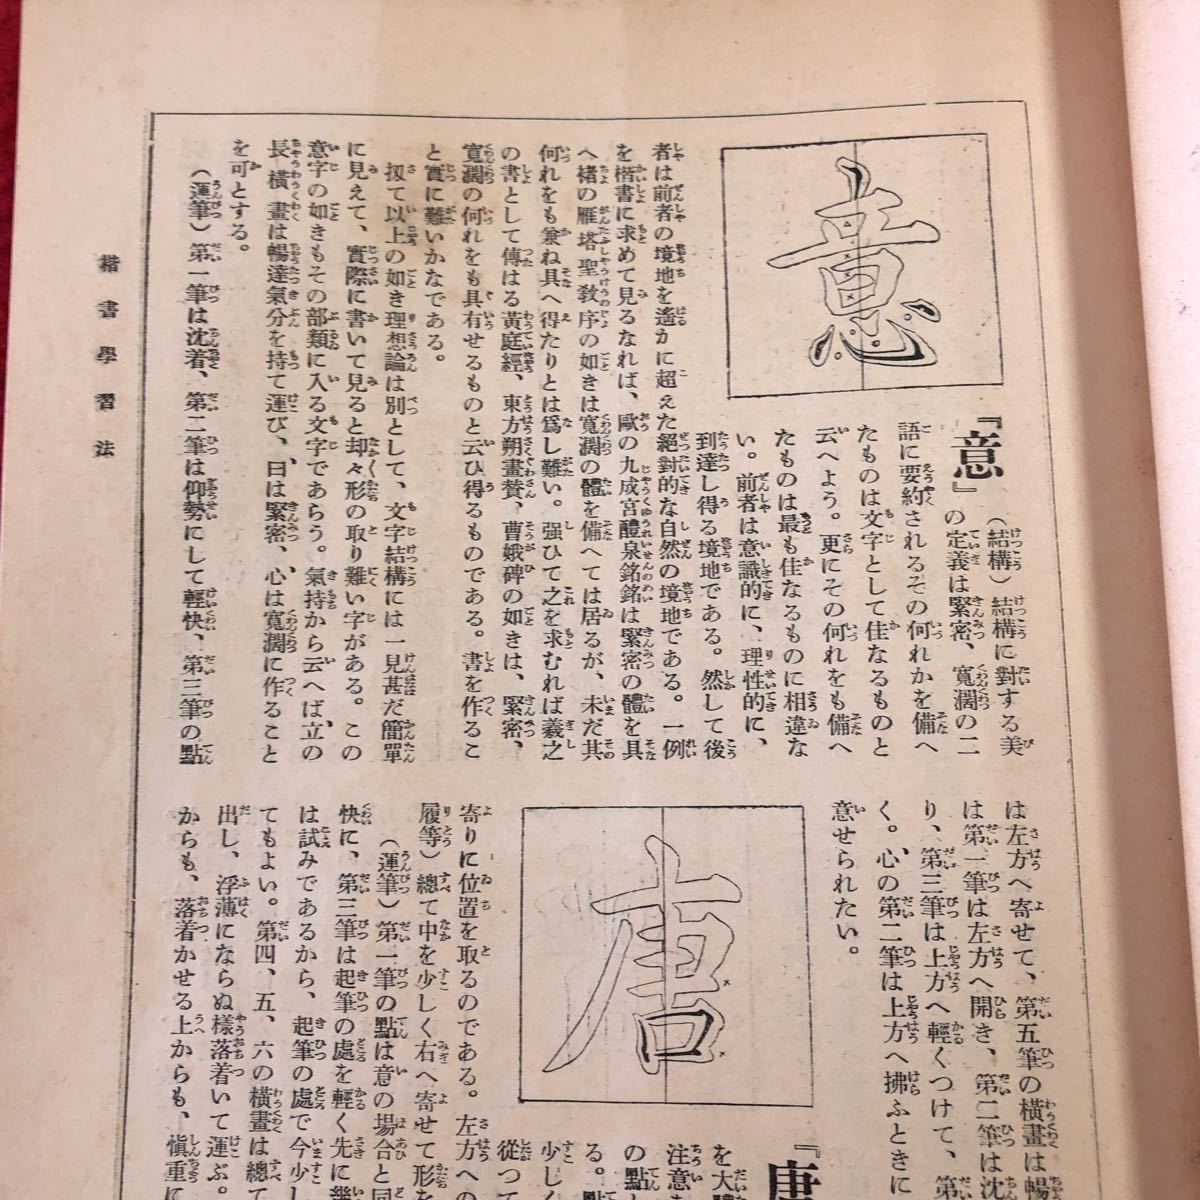 意
『意』
（結構）結構に對する美
の定義は緊密、寬濶の二
語に要約されるその何れかを備へ
たものは文字として佳なるものと
云へよう。更にその何れをも備へ
たものは最も佳なるものに相違な
い。前者は意識的に、理性的に、
到達し得る境地である。然して後
者は前者の境地を遙かに超えた絕對的な自然の境地である。一例
を楷書に求めて見るなれば、歐の九成宮醴泉銘銘は緊密の體を具
へ褚の雁塔聖敎序の如きは寬濶の體を備へては居るが、未だ其
何れをも兼ね具へ得たりとは爲し難い。强ひて之を求むれば羲之
の書として傳はる黃庭經、東方朔畫贊、曹娥碑の如きは、緊密、
寬濶の何れをも具有せるものと云ひ得るものである。書を作るこ
と實に難いかなである。
扨て以上の如き理想論は別として、文字結構には一見甚だ簡單
に見えて、實際に書いて見ると却々形の取り難い字がある。この
意字の如きもその部類に入る文字であらう。氣持から云へば、立の
長橫畫は暢達氣分を持て運び、日は緊密、心は寬濶に作ること
を可とする。
（運筆）第一筆は沈着、第二筆は仰勢にして輕快、第三筆の點
は左方へ寄せて、第五筆の橫畫は暢
は第一筆は左方へ開き、第二筆は沈
り、第三筆は上方へ輕くつけて、第
く。心の第二筆は上方へ拂ふときに
意せられたい。
唐
『唐
を大體
注意
の點と
る。點
少しく
從つて
寄りに位置を取るのである。左方への
履等）總て中を少しく右へ寄せて形を
（運筆）第一筆の點は意の場合と同
快に、第三筆は起筆の處を輕く先に幾
は試みであるから、起筆の處で今少し
てもよい。第四、五、六の橫畫は總て
出し、浮薄にならぬ樣落着いて運ぶ。
からも、落着かせる上からも、愼重に
楷書學習法